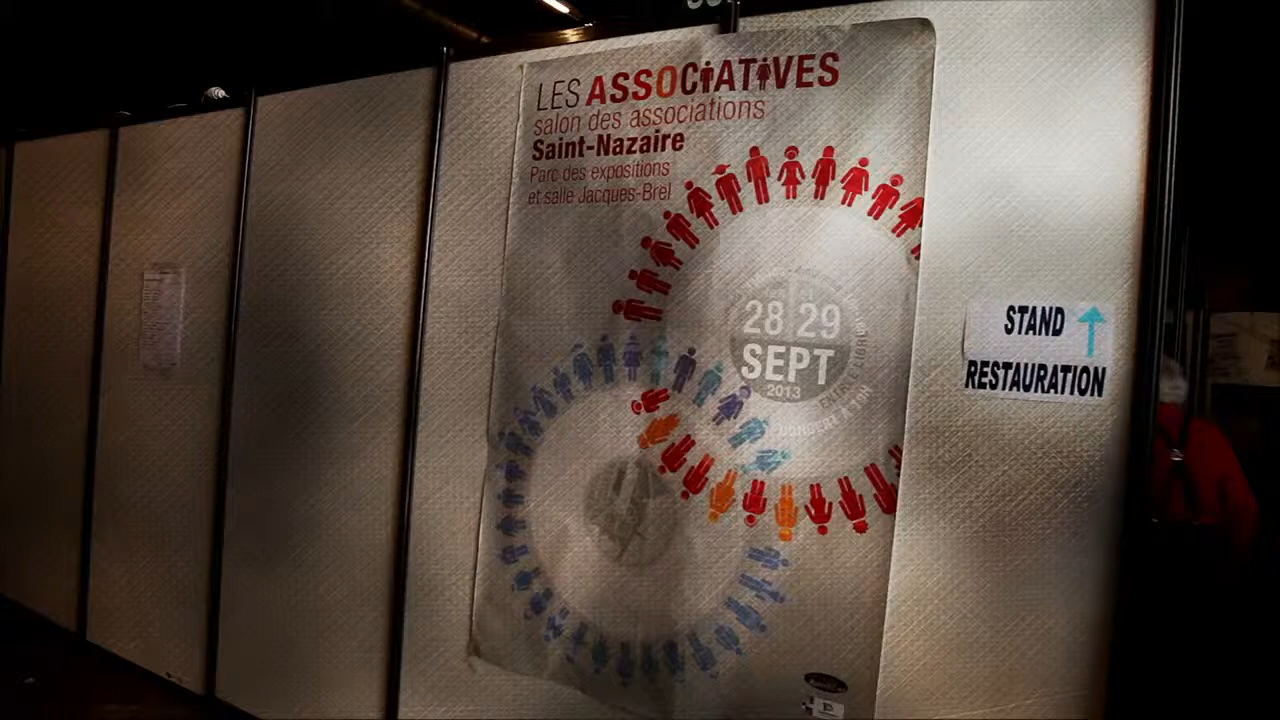 LES ASSOCIATIVES
salon des associations
Saint-Nazaire
Parc des expositions
et salle Jacques-Brel
28 29
SEPT
2013
CONCERTATION
STAND ↑
RESTAURATION